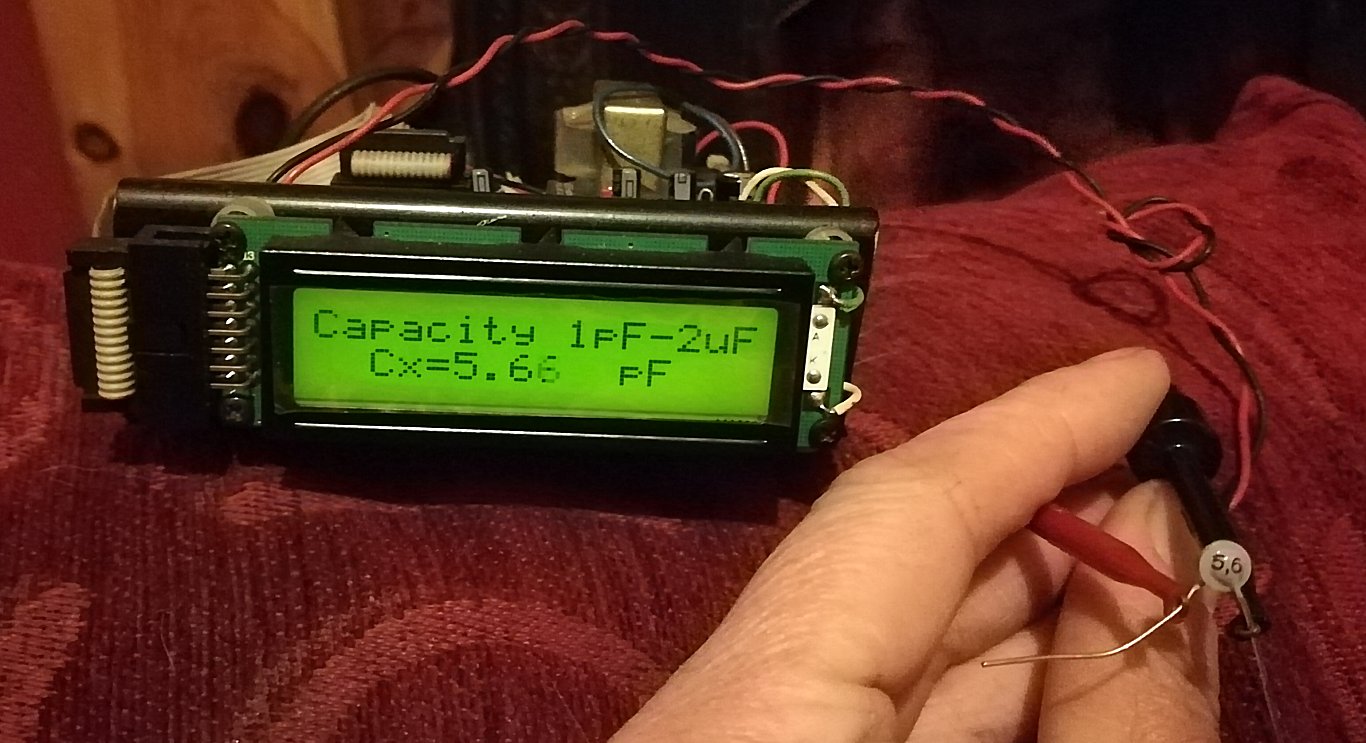 Capacity 1pF-2uF
Cx=5.66 pF
A
K
5,6